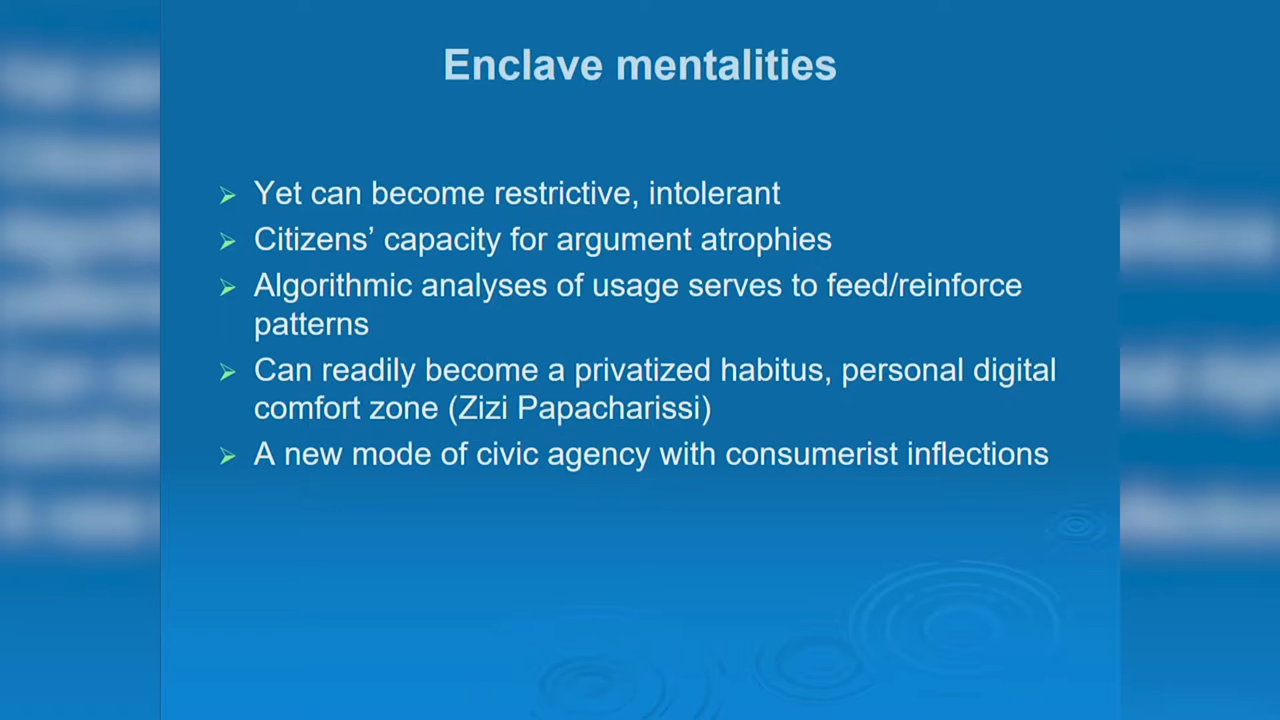 Enclave mentalities
Yet can become restrictive, intolerant
Citizens’ capacity for argument atrophies
Algorithmic analyses of usage serves to feed/reinforce
patterns
Can readily become a privatized habitus, personal digital
comfort zone (Zizi Papacharissi)
A new mode of civic agency with consumerist inflections